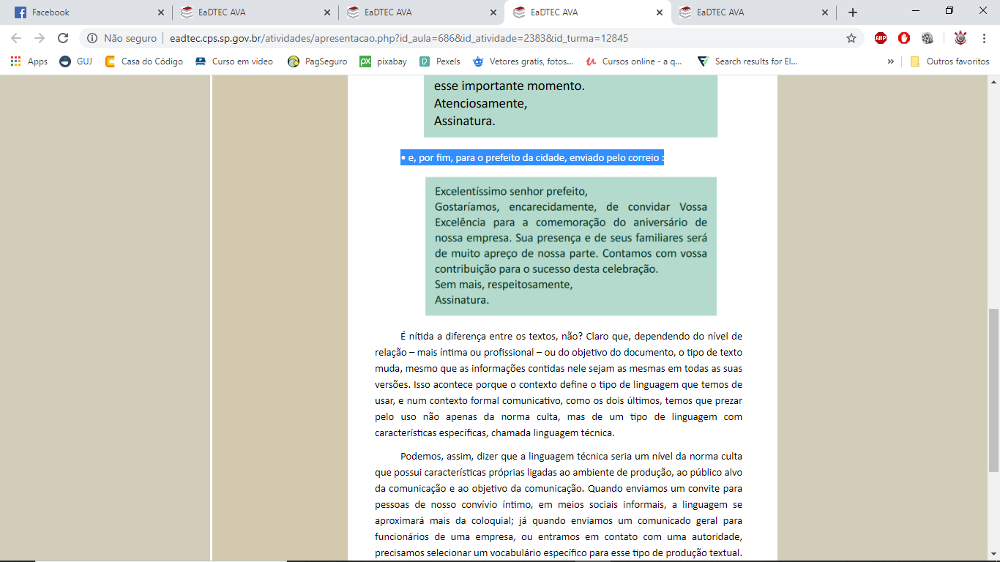 Facebook
EaDTEC AVA
EaDTEC AVA
EaDTEC AVA
EaDTEC AVA
Não seguro
eadtec.cps.sp.gov.br/atividades/apresentacao.php?id_aula=686&id_atividade=2383&id_turma=12845
ABP
Apps
GUJ
Casa do Código
Curso em video
PagSeguro
px pixabay
P Pexels
Vetores gratis, fotos...
Cursos online - a q...
Search results for El...
»
Outros favoritos
esse importante momento.
Atenciosamente,
Assinatura.
• e, por fim, para o prefeito da cidade, enviado pelo correio :
Excelentíssimo senhor prefeito,
Gostaríamos, encarecidamente, de convidar Vossa
Excelência para a comemoração do aniversário de
nossa empresa. Sua presença e de seus familiares será
de muito apreço de nossa parte. Contamos com vossa
contribuição para o sucesso desta celebração.
Sem mais, respeitosamente,
Assinatura.
É nítida a diferença entre os textos, não? Claro que, dependendo do nível de
relação – mais íntima ou profissional – ou do objetivo do documento, o tipo de texto
muda, mesmo que as informações contidas nele sejam as mesmas em todas as suas
versões. Isso acontece porque o contexto define o tipo de linguagem que temos de
usar, e num contexto formal comunicativo, como os dois últimos, temos que prezar
pelo uso não apenas da norma culta, mas de um tipo de linguagem com
características específicas, chamada linguagem técnica.
Podemos, assim, dizer que a linguagem técnica seria um nível da norma culta
que possui características próprias ligadas ao ambiente de produção, ao público alvo
da comunicação e ao objetivo da comunicação. Quando enviamos um convite para
pessoas de nosso convívio íntimo, em meios sociais informais, a linguagem se
aproximará mais da coloquial; já quando enviamos um comunicado geral para
funcionários de uma empresa, ou entramos em contato com uma autoridade,
precisamos selecionar um vocabulário específico para esse tipo de produção textual.